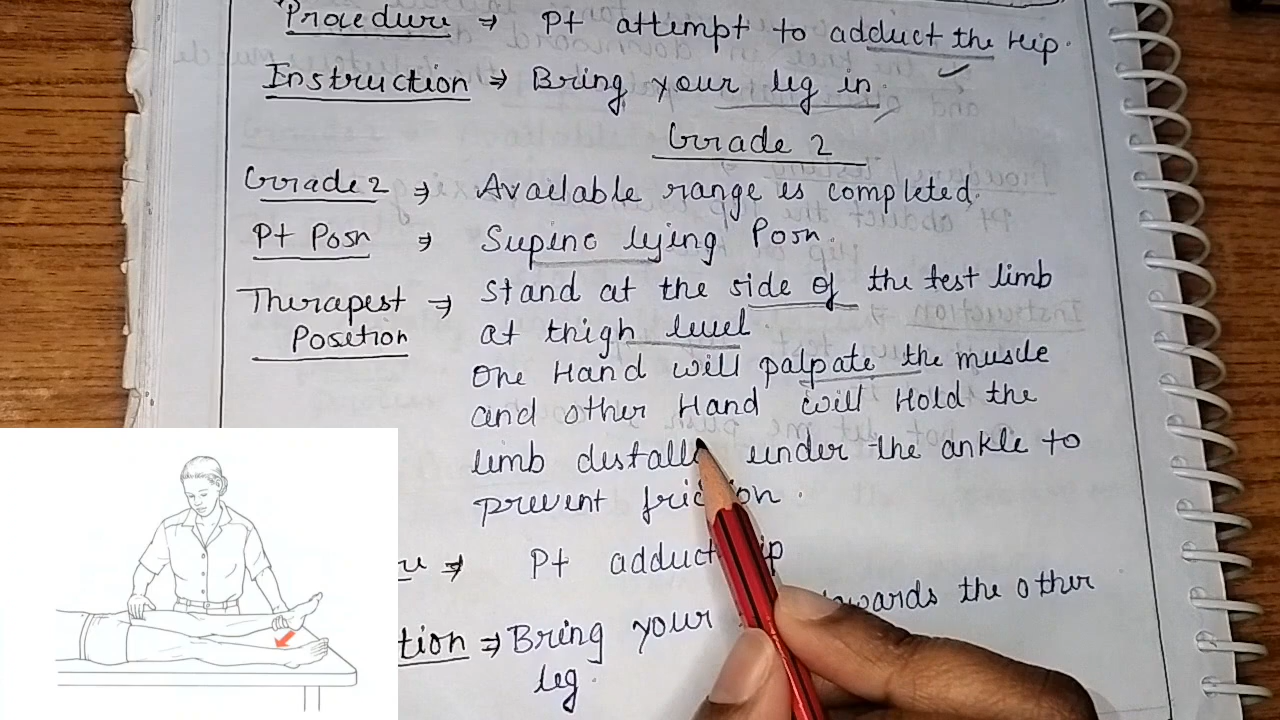 Procedure ⇒ Pt attempt to adduct the Hip.
Instruction ⇒ Bring your leg in.
Grade 2
Grade 2 ⇒ Available range is completed.
Pt Posn ⇒ Supine lying Posn.
Therapest ⇒ Stand at the side of the test limb
Position at thigh level.
One Hand will palpate the muscle
and other Hand will Hold the
limb distally under the ankle to
prevent friction.
⇒ Pt adduct Hip
⇒ Bring your towards the other
leg.